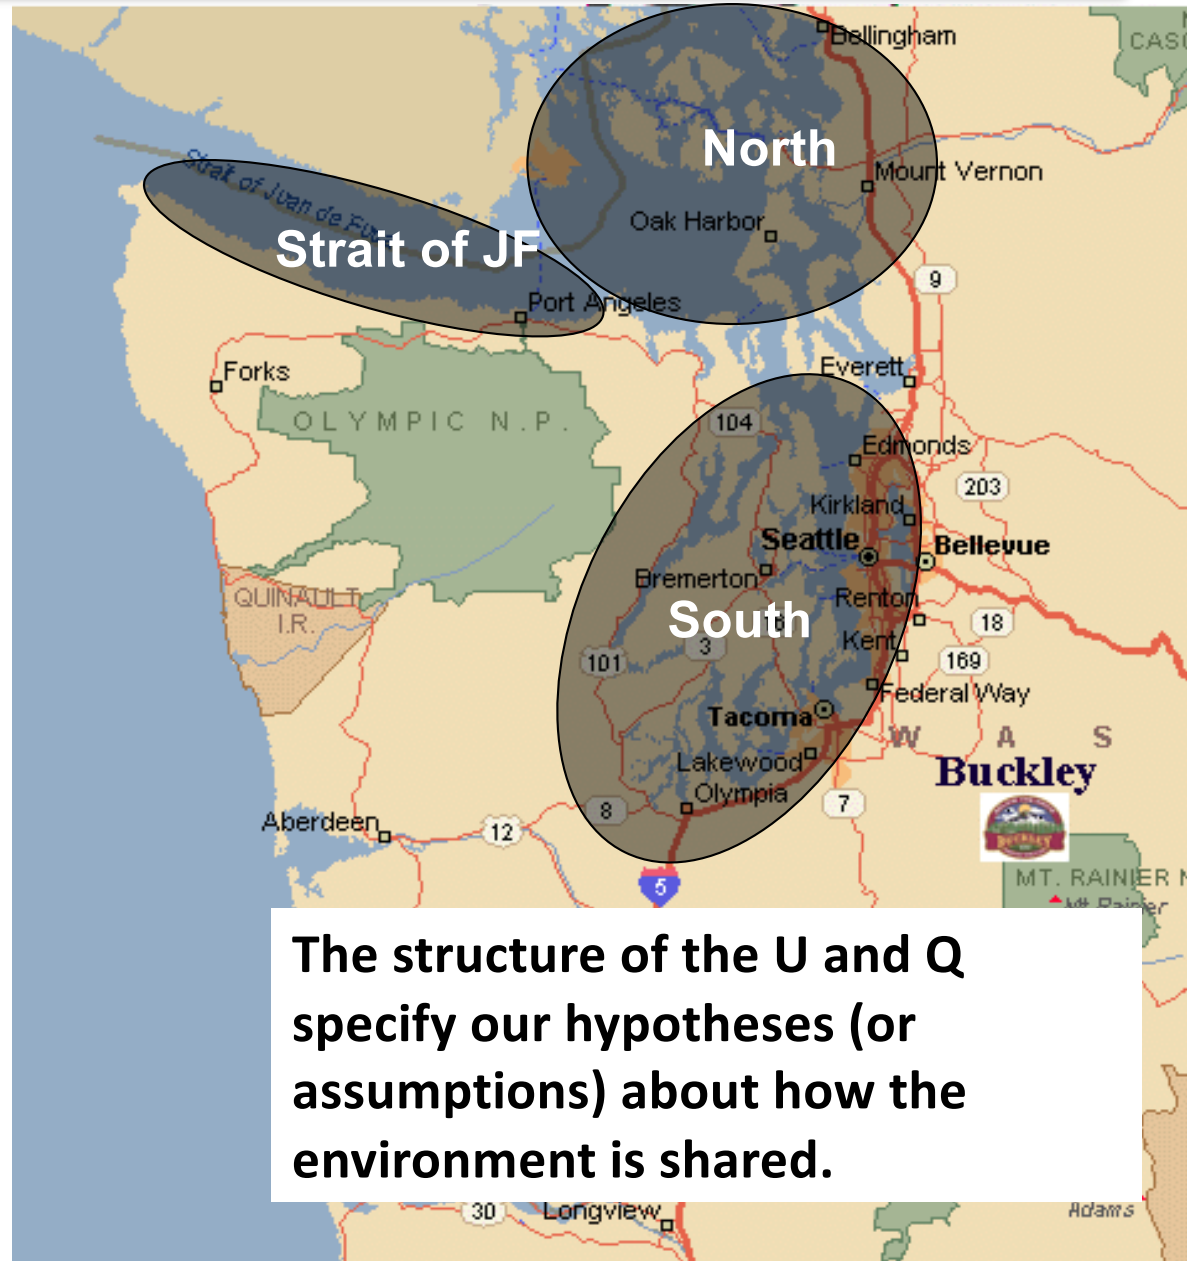 Bellingham
CASC
North
Mount Vernon
Strait of Juan de Fuca
Oak Harbor
Strait of JF
9
Port Angeles
Everett
Forks
OLYMPIC N.P.
104
Edmonds
203
Kirkland
Seattle
Bellevue
Bremerton
QUINAULT
I.R.
Renton
South
16
18
3
Kent
101
169
Federal Way
Tacoma
W A S
Lakewood
Buckley
Olympia
8
7
Aberdeen
12
MT. RAINIER N
5
Mt Rainier
The structure of the U and Q
specify our hypotheses (or
assumptions) about how the
environment is shared.
30
Longview
Adams